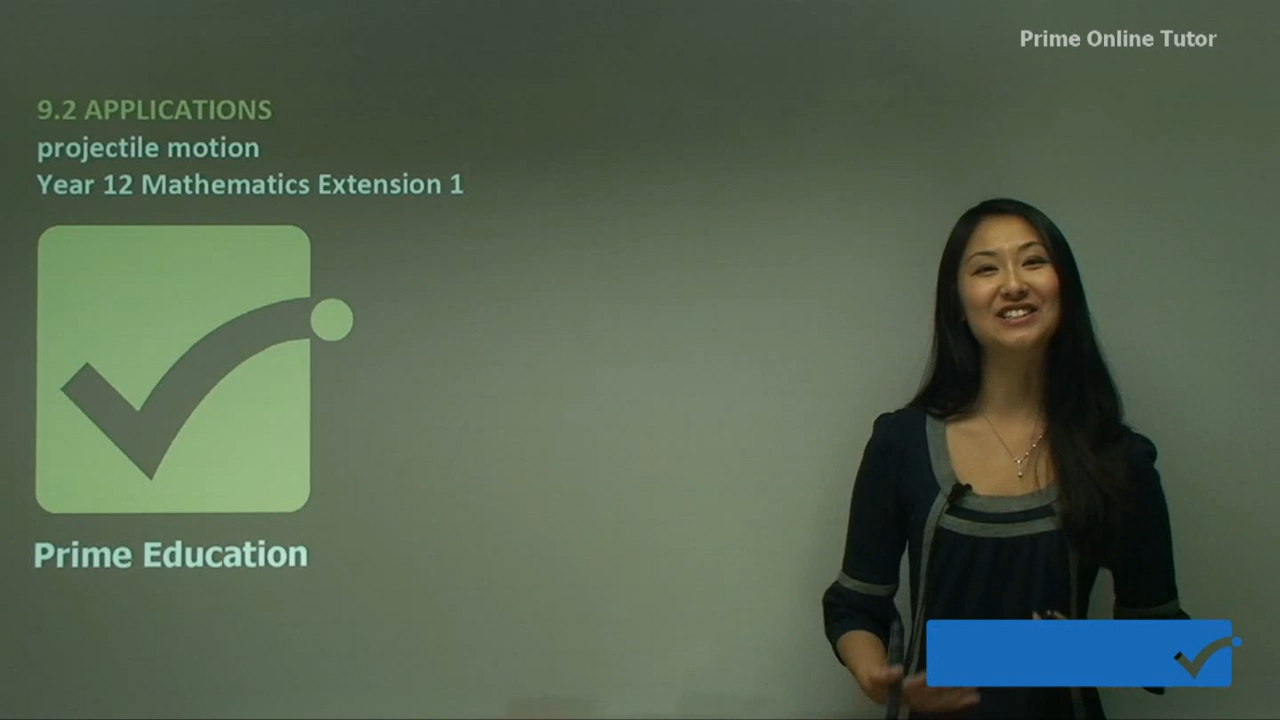 Prime Online Tutor
9.2 APPLICATIONS
projectile motion
Year 12 Mathematics Extension 1
Prime Education